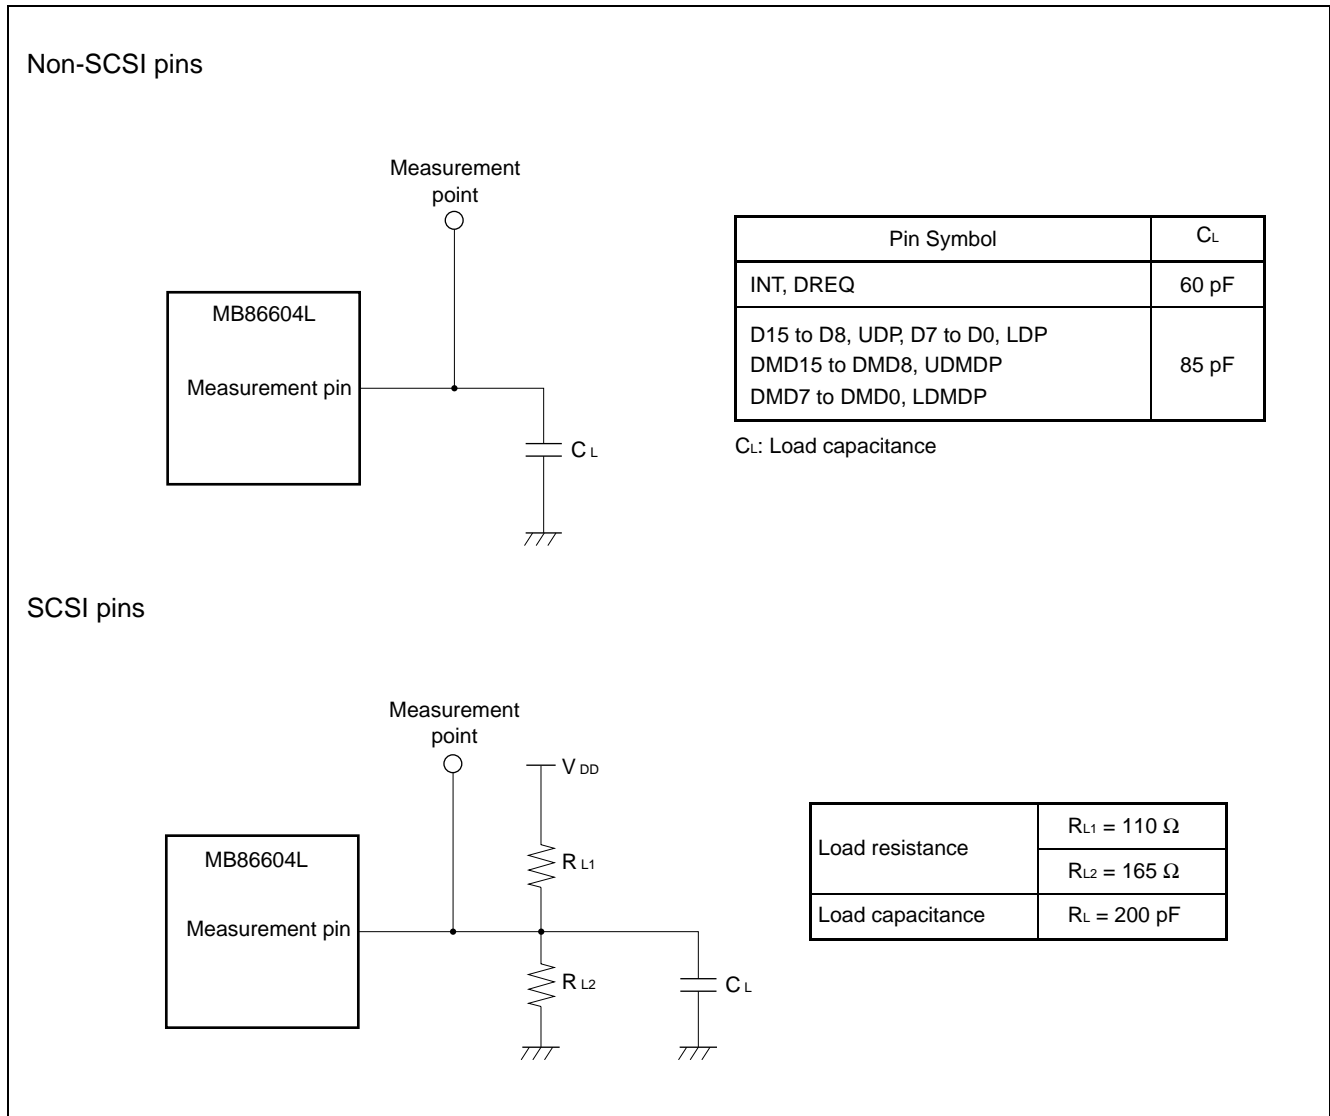 Non-SCSI pins
Measurement
point
MB86604L
Measurement pin
CL
Pin Symbol CL
INT, DREQ 60 pF
D15 to D8, UDP, D7 to D0, LDP
DMD15 to DMD8, UDMDP
DMD7 to DMD0, LDMDP
85 pF
CL: Load capacitance
SCSI pins
Measurement
point
VDD
MB86604L
Measurement pin
RL1
RL2
CL
Load resistance
RL1 = 110 Ω
RL2 = 165 Ω
Load capacitance RL = 200 pF